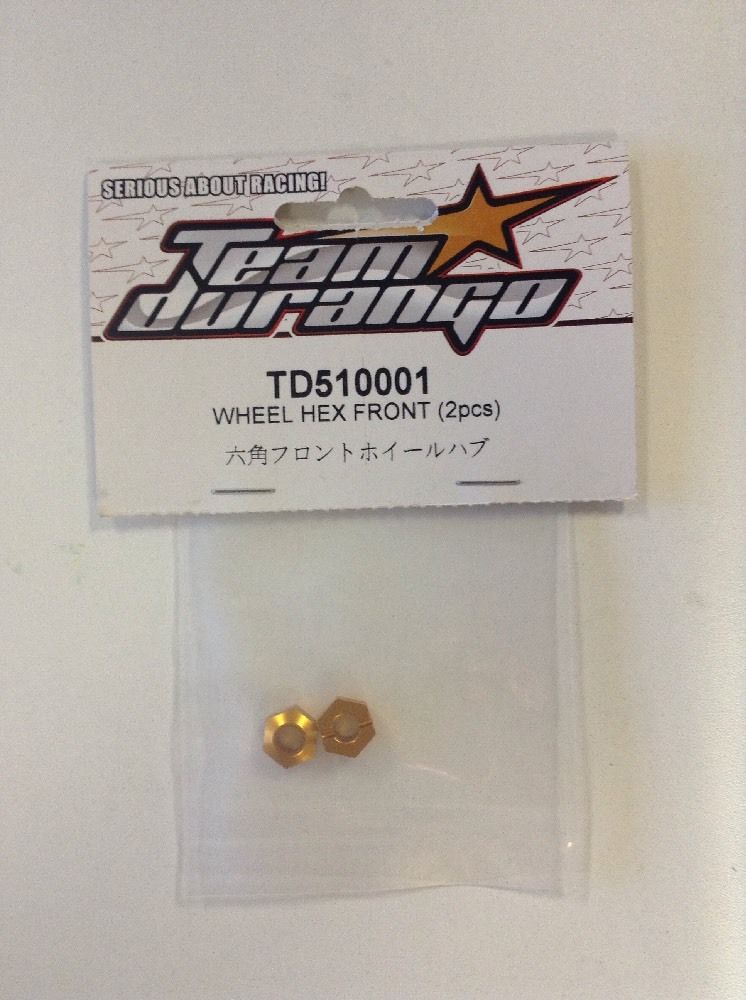 SERIOUS ABOUT RACING!
Team
durango
TD510001
WHEEL HEX FRONT (2pcs)
六角フロントホイールハブ